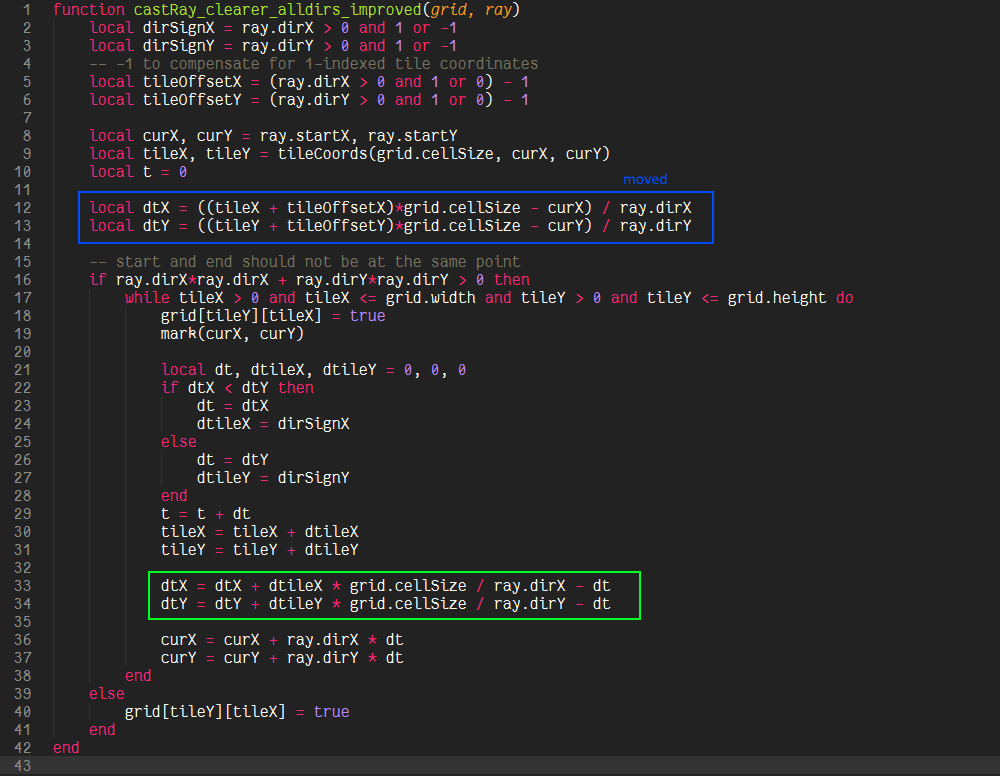 1 function castRay_clearer_alldirs_improved(grid, ray)
2     local dirSignX = ray.dirX > 0 and 1 or -1
3     local dirSignY = ray.dirY > 0 and 1 or -1
4     -- -1 to compensate for 1-indexed tile coordinates
5     local tileOffsetX = (ray.dirX > 0 and 1 or 0) - 1
6     local tileOffsetY = (ray.dirY > 0 and 1 or 0) - 1
7
8     local curX, curY = ray.startX, ray.startY
9     local tileX, tileY = tileCoords(grid.cellSize, curX, curY)
10     local t = 0
moved
11
12     local dtX = ((tileX + tileOffsetX)*grid.cellSize - curX) / ray.dirX
13     local dtY = ((tileY + tileOffsetY)*grid.cellSize - curY) / ray.dirY
14
15     -- start and end should not be at the same point
16     if ray.dirX*ray.dirX + ray.dirY*ray.dirY > 0 then
17         while tileX > 0 and tileX <= grid.width and tileY > 0 and tileY <= grid.height do
18             grid[tileY][tileX] = true
19             mark(curX, curY)
20
21             local dt, dtileX, dtileY = 0, 0, 0
22             if dtX < dtY then
23                 dt = dtX
24                 dtileX = dirSignX
25             else
26                 dt = dtY
27                 dtileY = dirSignY
28             end
29             t = t + dt
30             tileX = tileX + dtileX
31             tileY = tileY + dtileY
32
33             dtX = dtX + dtileX * grid.cellSize / ray.dirX - dt
34             dtY = dtY + dtileY * grid.cellSize / ray.dirY - dt
35
36             curX = curX + ray.dirX * dt
37             curY = curY + ray.dirY * dt
38         end
39     else
40         grid[tileY][tileX] = true
41     end
42 end
43